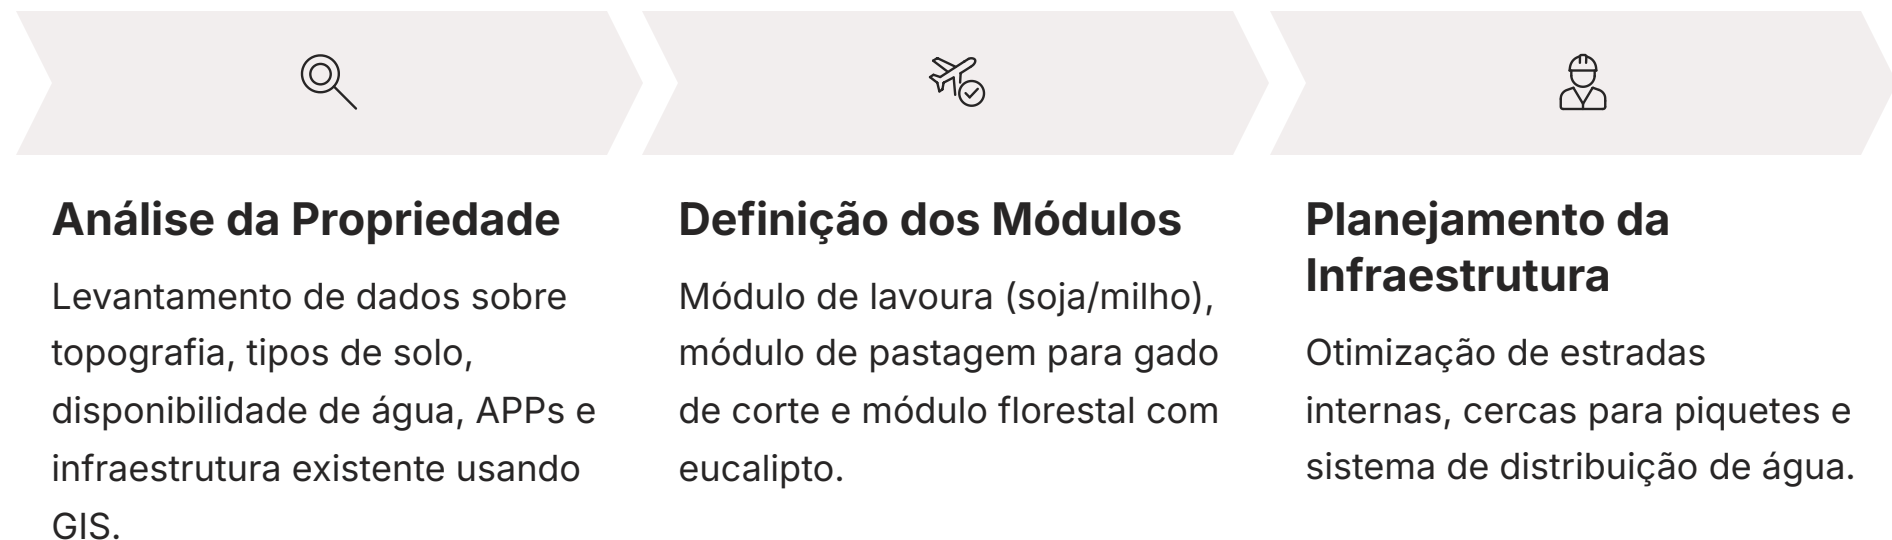 Análise da Propriedade
Levantamento de dados sobre
topografia, tipos de solo,
disponibilidade de água, APPs e
infraestrutura existente usando
GIS.
Definição dos Módulos
Módulo de lavoura (soja/milho),
módulo de pastagem para gado
de corte e módulo florestal com
eucalipto.
Planejamento da
Infraestrutura
Otimização de estradas
internas, cercas para piquetes e
sistema de distribuição de água.